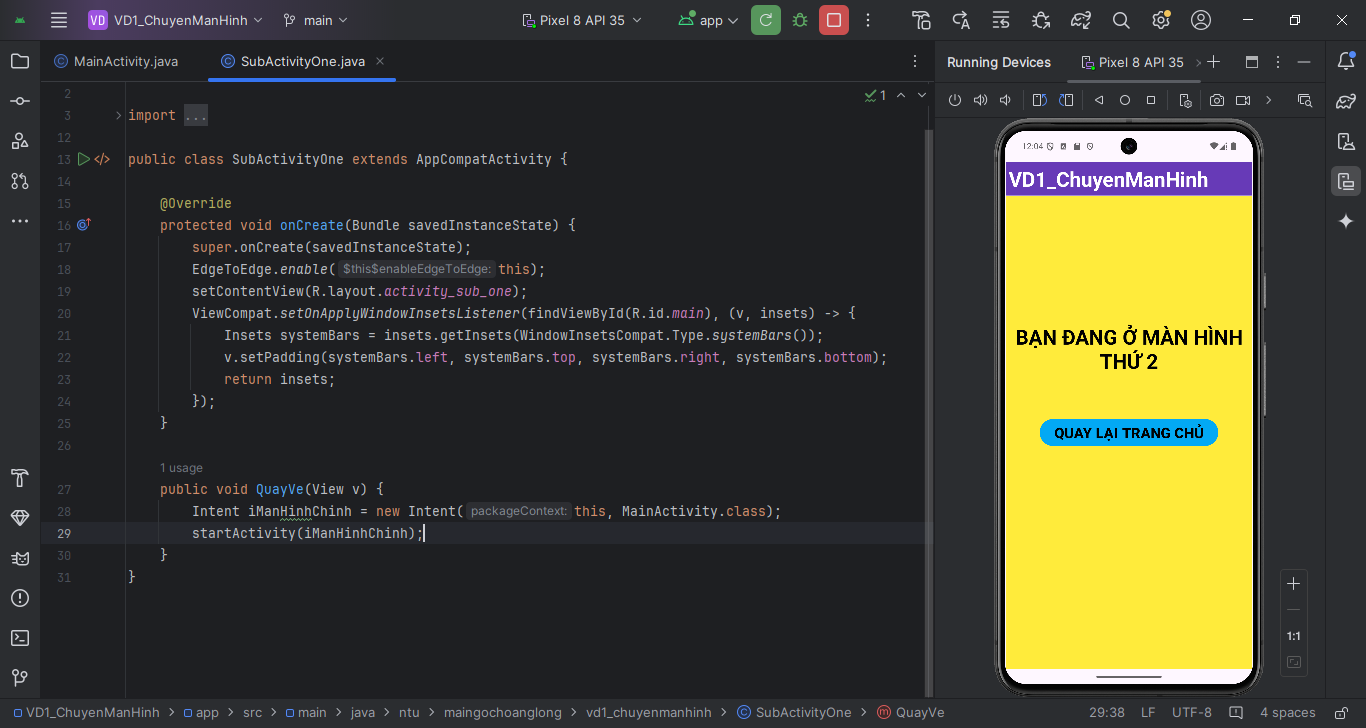 VD VD1_ChuyenManHinh main Pixel 8 API 35 app
MainActivity.java SubActivityOne.java Running Devices Pixel 8 API 35
1
2
3 import ...
12
13 public class SubActivityOne extends AppCompatActivity {
14
15 @Override
16 protected void onCreate(Bundle savedInstanceState) {
17 super.onCreate(savedInstanceState);
18 EdgeToEdge.enable( $this$enableEdgeToEdge: this);
19 setContentView(R.layout.activity_sub_one);
20 ViewCompat.setOnApplyWindowInsetsListener(findViewById(R.id.main), (v, insets) -> {
21 Insets systemBars = insets.getInsets(WindowInsetsCompat.Type.systemBars());
22 v.setPadding(systemBars.left, systemBars.top, systemBars.right, systemBars.bottom);
23 return insets;
24 });
25 }
26
1 usage
27 public void QuayVe(View v) {
28 Intent iManHinhChinh = new Intent( packageContext: this, MainActivity.class);
29 startActivity(iManHinhChinh);
30 }
31 }
12:04
VD1_ChuyenManHinh
BẠN ĐANG Ở MÀN HÌNH
THỨ 2
QUAY LẠI TRANG CHỦ
1:1
VD1_ChuyenManHinh app src main java ntu maingochoanglong vd1_chuyenmanhinh SubActivityOne QuayVe 29:38 LF UTF-8 4 spaces